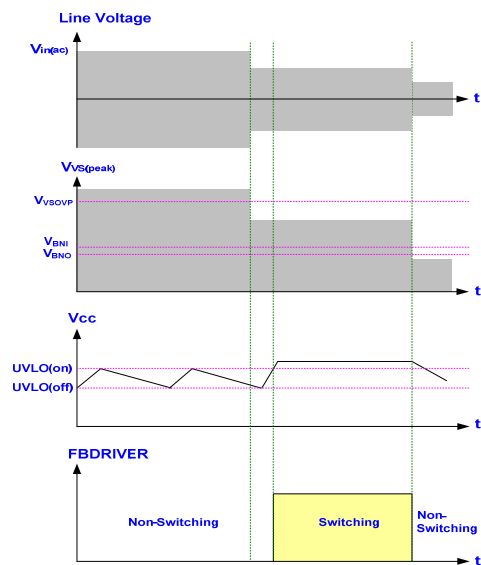 Line Voltage
Vin(ac)
t
VVS(peak)
VVSOVP
VBNI
VBNO
t
Vcc
UVLO(on)
UVLO(off)
t
FBDRIVER
Non-Switching
Switching
Non-
Switching
t